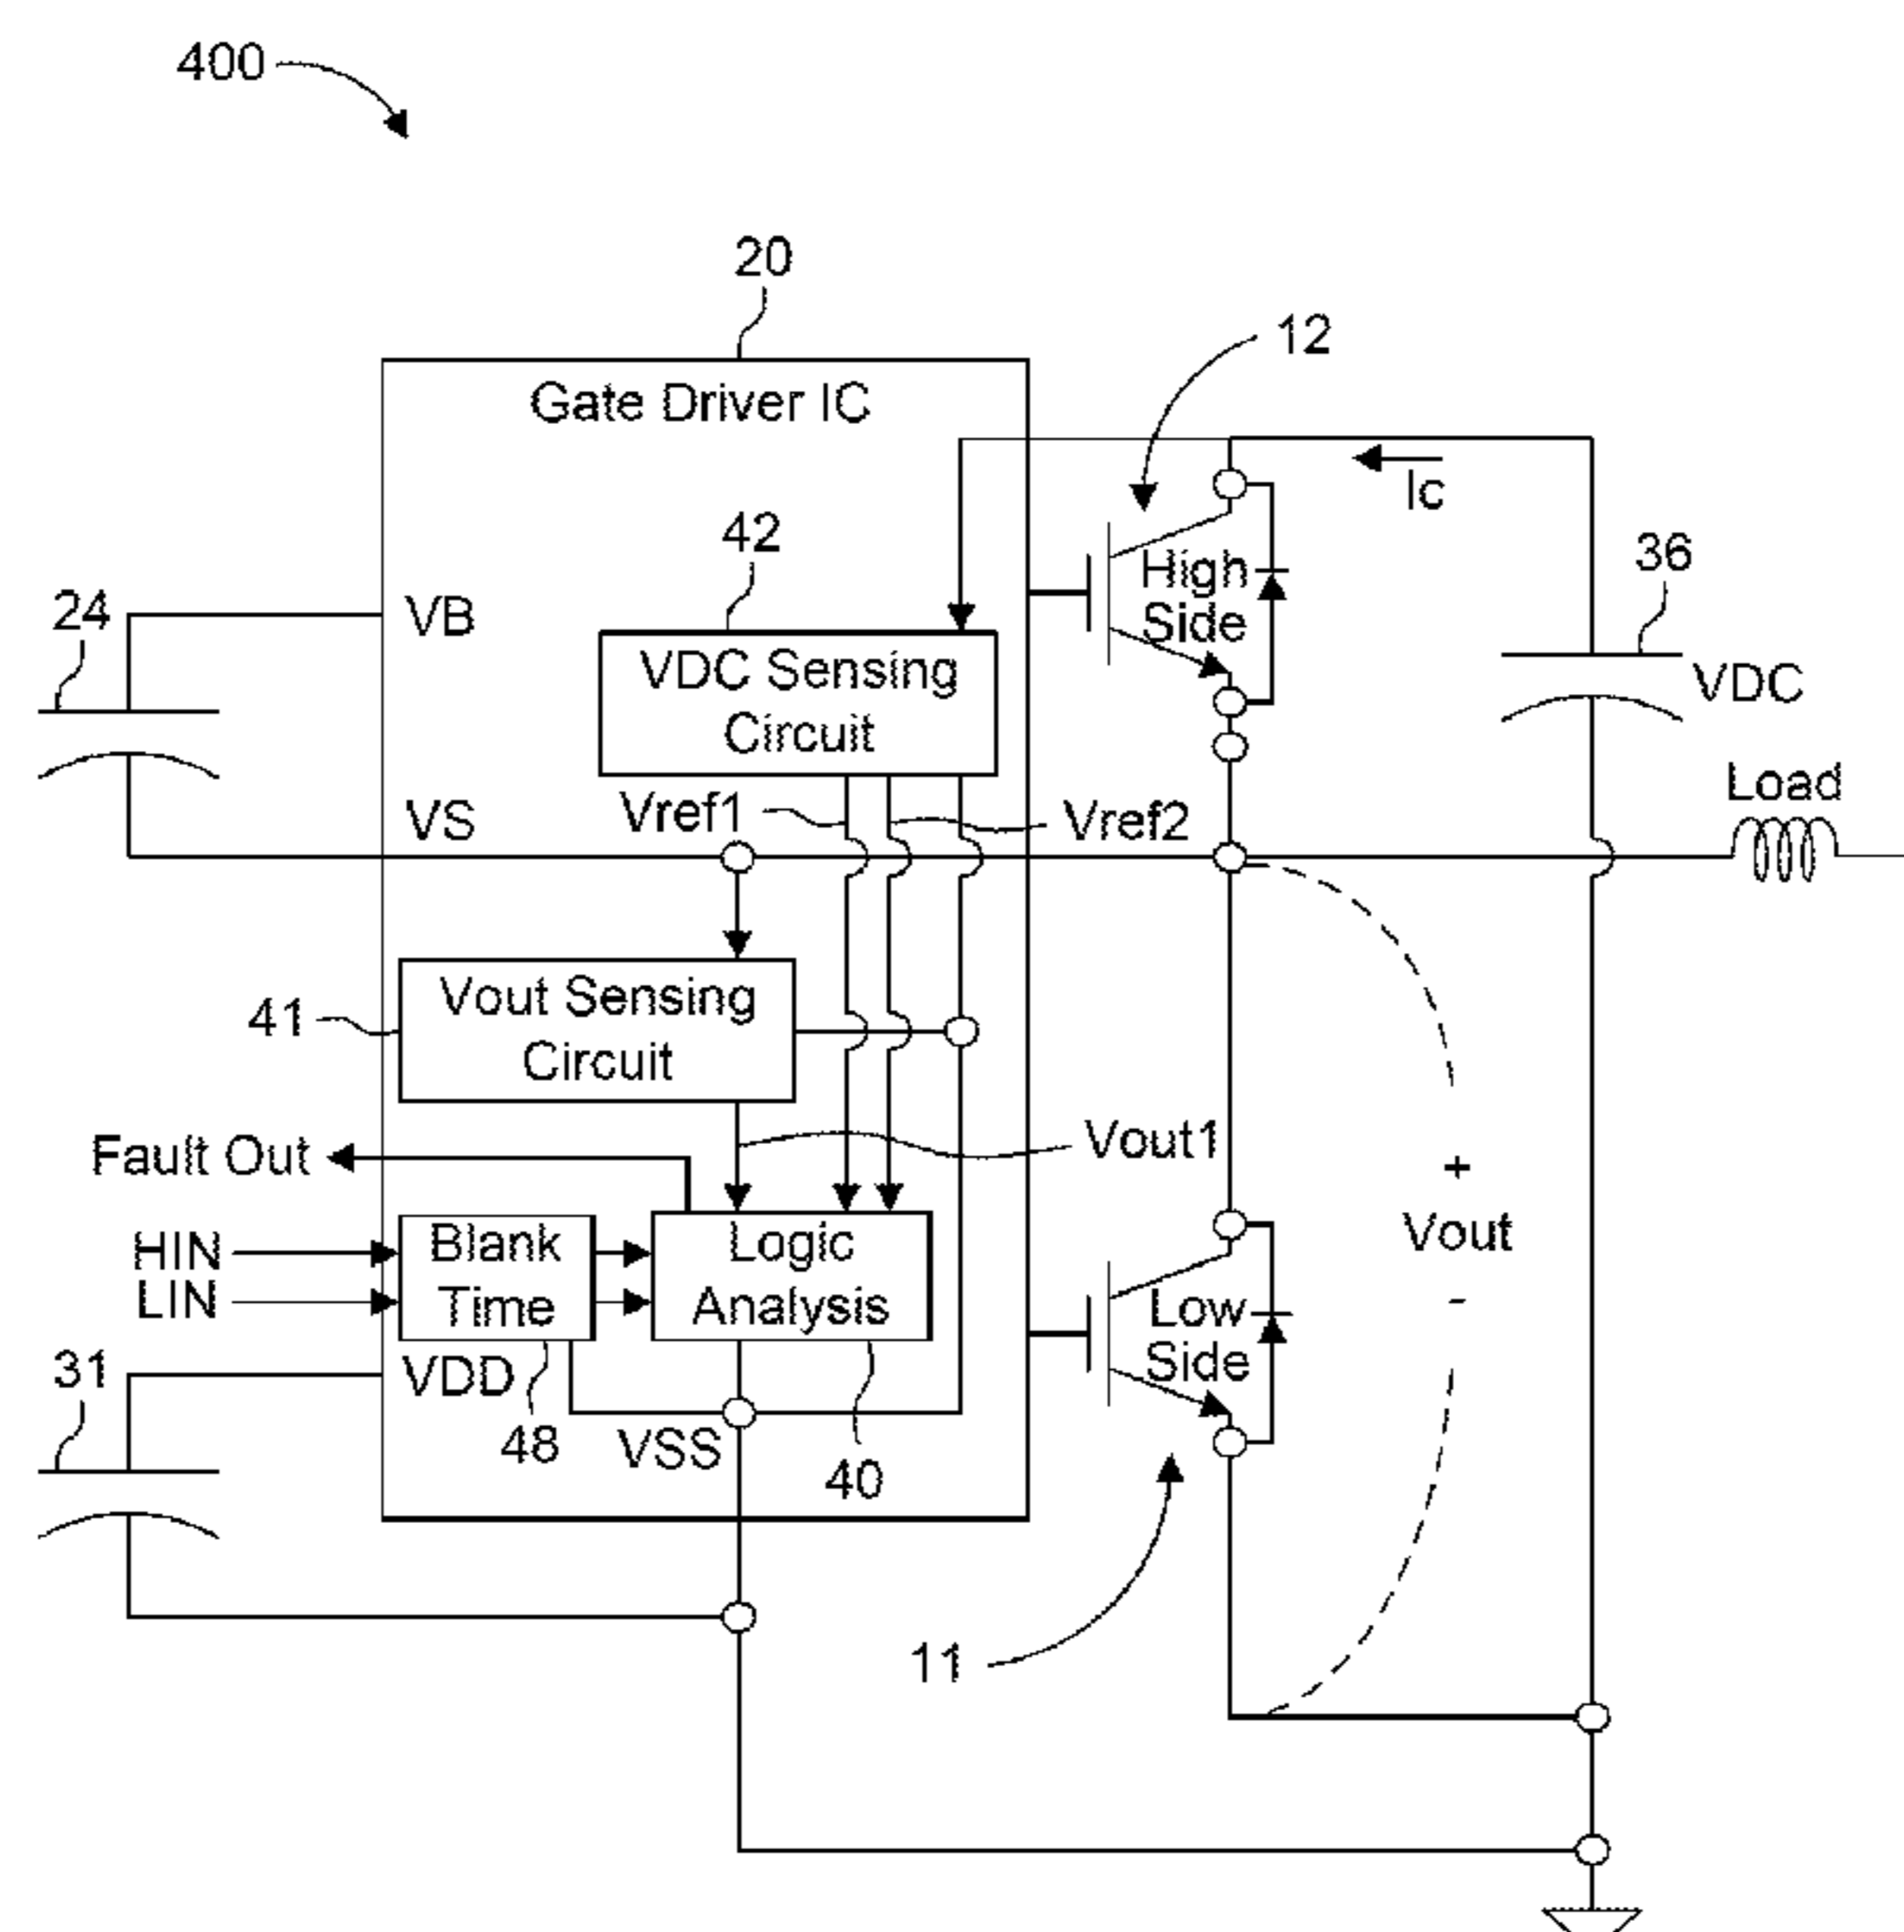 400
20
Gate Driver IC
12
Ic
42
High
Side
36
24
VB
VDC Sensing
Circuit
VDC
VS
Vref1
Vref2
Load
41
Vout Sensing
Circuit
Fault Out
Vout1
+
Vout
-
HIN
LIN
Blank
Time
Logic
Analysis
Low
Side
31
VDD
48
VSS
40
11